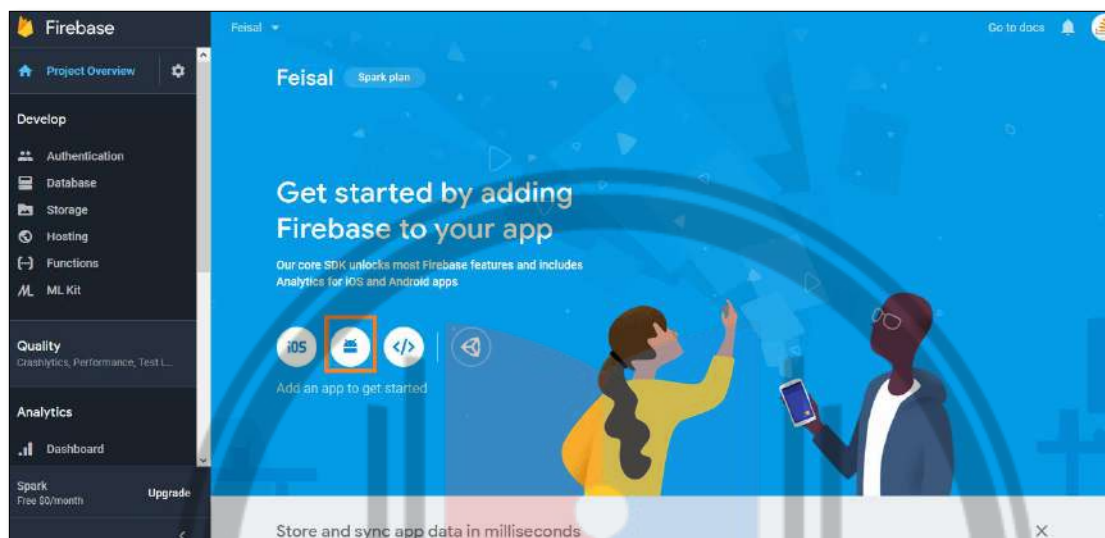 Firebase
Project Overview
Develop
Authentication
Database
Storage
Hosting
Functions
ML Kit
Quality
Crashlytics, Performance, Test L...
Analytics
Dashboard
Spark
Free $0/month
Upgrade
Feisal
Go to docs
Feisal
Spark plan
Get started by adding
Firebase to your app
Our core SDK unlocks most Firebase features and includes
Analytics for iOS and Android apps
iOS
Add an app to get started
Store and sync app data in milliseconds